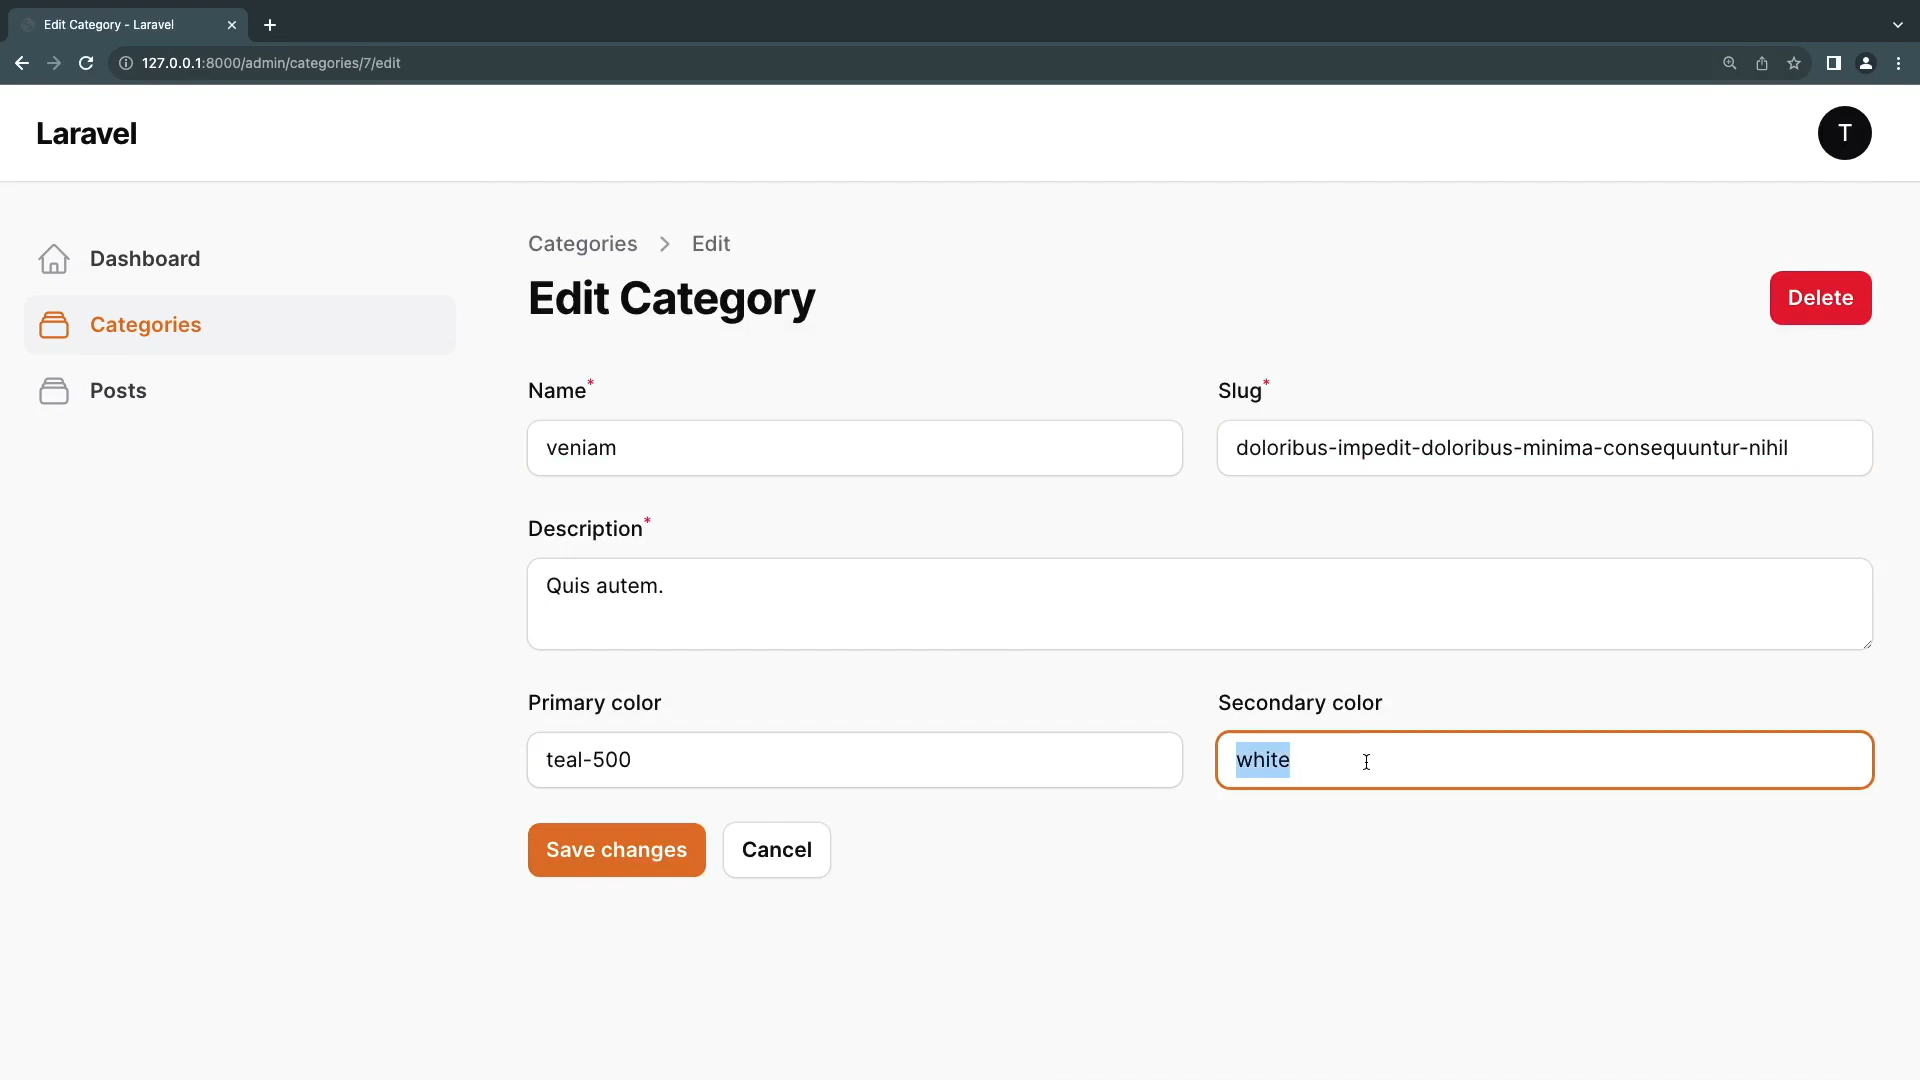 Edit Category - Laravel
127.0.0.1:8000/admin/categories/7/edit
Laravel
T
Dashboard
Categories
Posts
Categories > Edit
Edit Category
Delete
Name*
Slug*
veniam
doloribus-impedit-doloribus-minima-consequuntur-nihil
Description*
Quis autem.
Primary color
Secondary color
teal-500
white
Save changes
Cancel